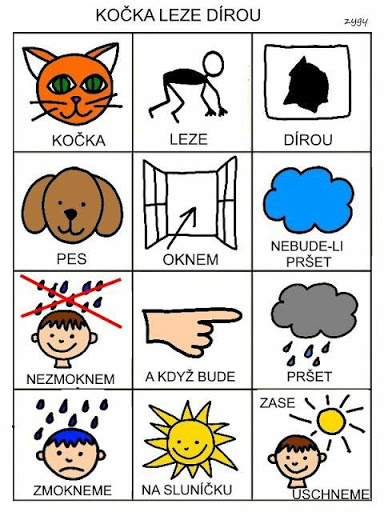 KOČKA LEZE DÍROU
zygy
KOČKA
LEZE
DÍROU
PES
OKNEM
NEBUDE-LI
PRŠET
NEZMOKNEM
A KDYŽ BUDE
PRŠET
ZMOKNEME
NA SLUNÍČKU
ZASE
USCHNEME